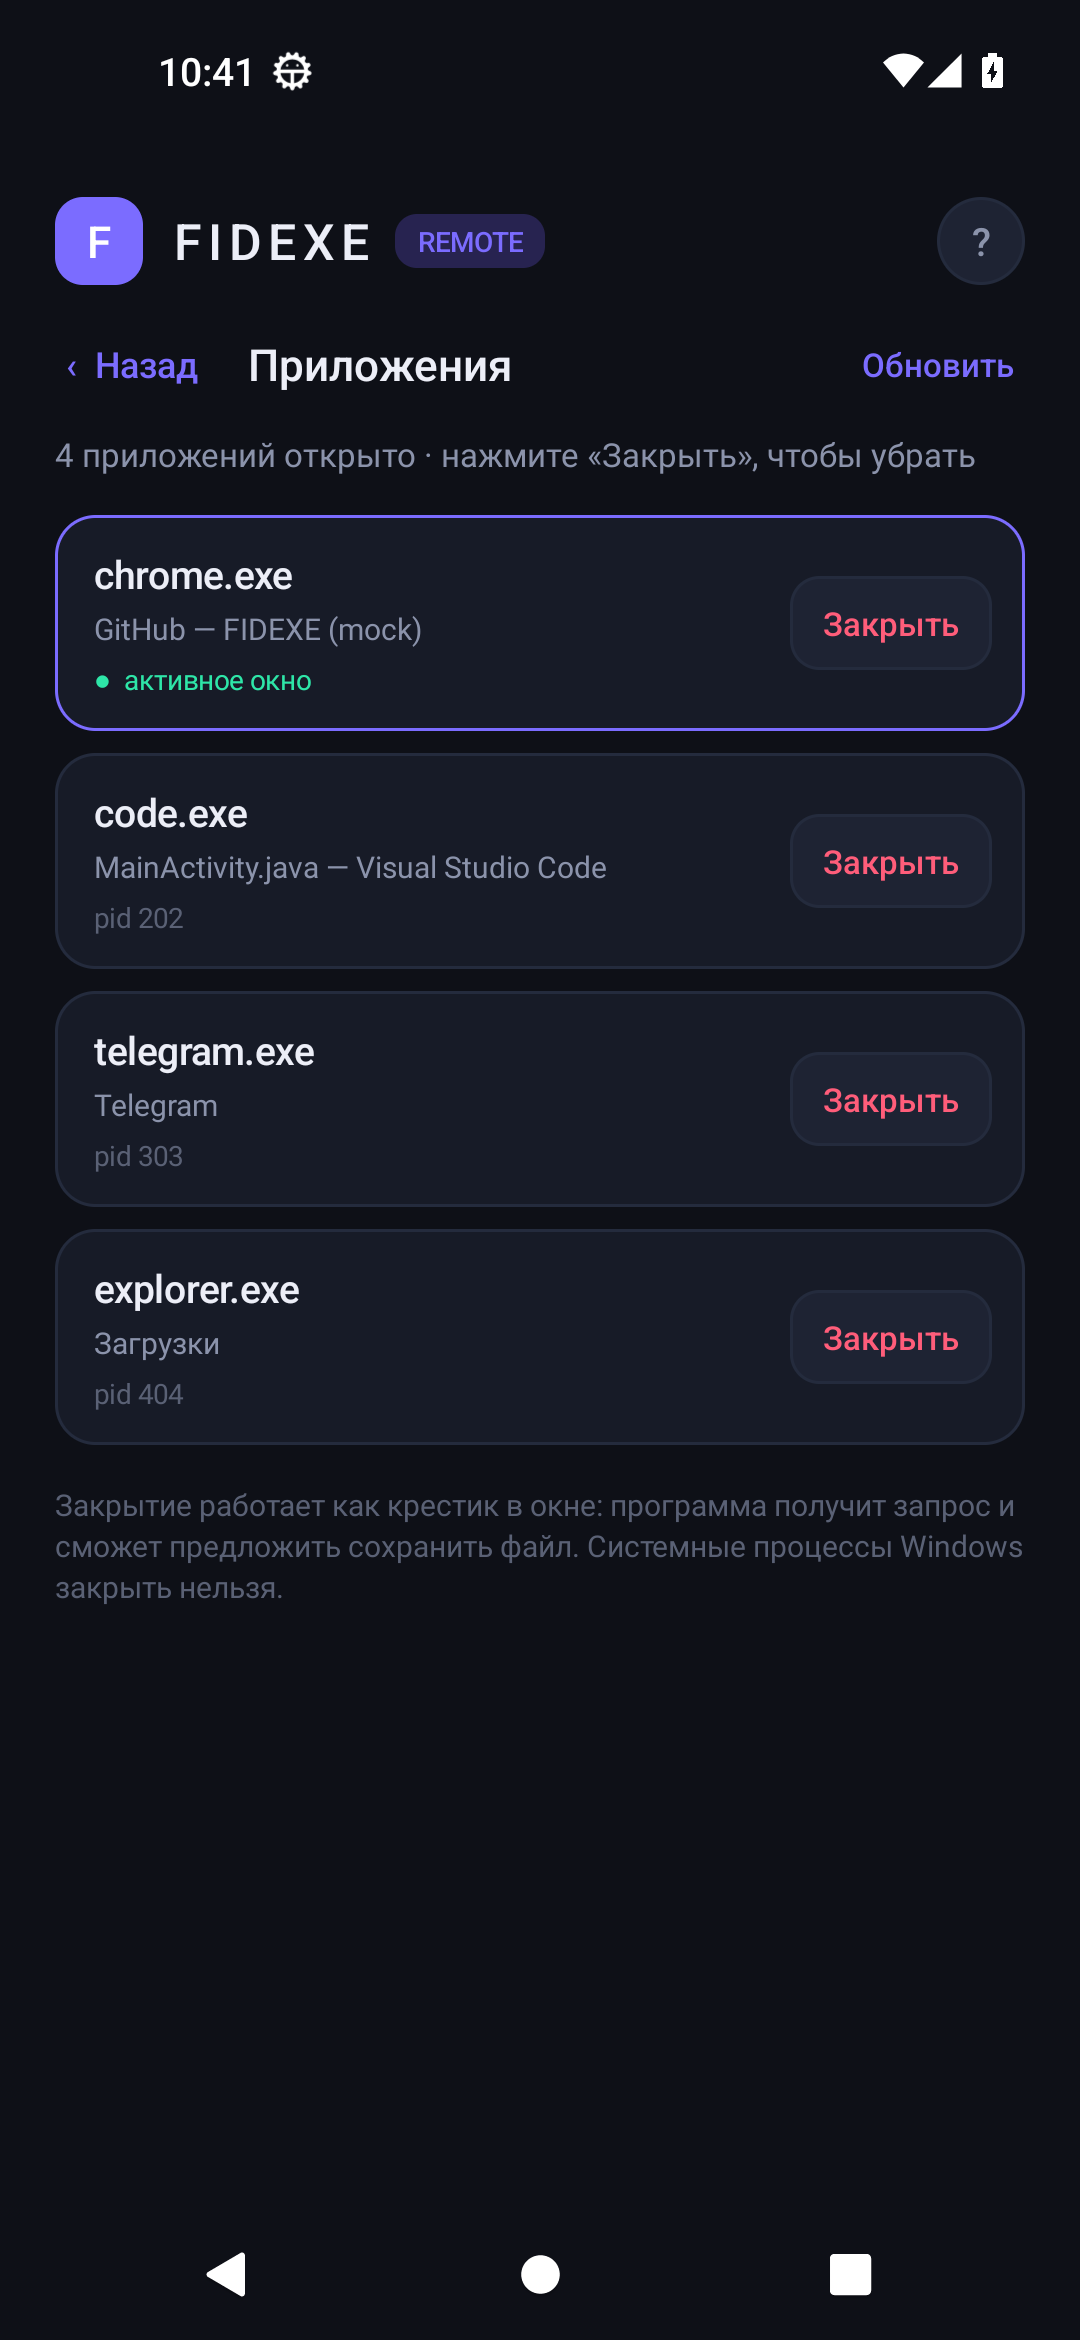 10:41
F FIDEXE REMOTE ?
‹ Назад Приложения Обновить
4 приложений открыто · нажмите «Закрыть», чтобы убрать
chrome.exe
GitHub — FIDEXE (mock)
● активное окно
Закрыть
code.exe
MainActivity.java — Visual Studio Code
pid 202
Закрыть
telegram.exe
Telegram
pid 303
Закрыть
explorer.exe
Загрузки
pid 404
Закрыть
Закрытие работает как крестик в окне: программа получит запрос и
сможет предложить сохранить файл. Системные процессы Windows
закрыть нельзя.